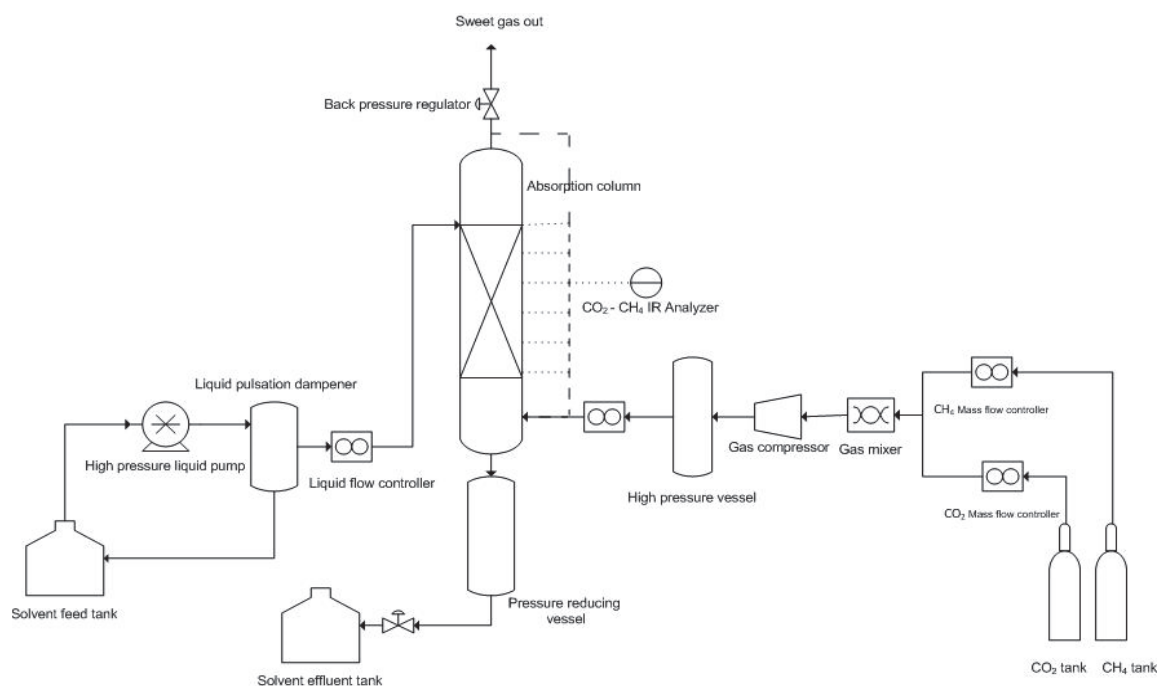 Sweet gas out
Back pressure regulator
Absorption column
CO₂ - CH₄ IR Analyzer
Liquid pulsation dampener
High pressure liquid pump
Liquid flow controller
Solvent feed tank
Solvent effluent tank
Pressure reducing
vessel
High pressure vessel
Gas compressor
Gas mixer
CH₄ Mass flow controller
CO₂ Mass flow controller
CO₂ tank
CH₄ tank